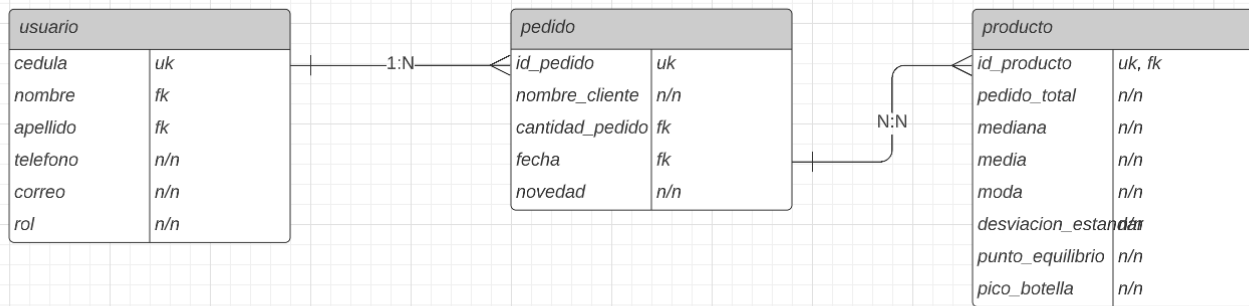 usuario
cedula uk
nombre fk
apellido fk
telefono n/n
correo n/n
rol n/n
1:N
pedido
id_pedido uk
nombre_cliente n/n
cantidad_pedido fk
fecha fk
novedad n/n
N:N
producto
id_producto uk, fk
pedido_total n/n
mediana n/n
media n/n
moda n/n
desviacion_estandar n/n
punto_equilibrio n/n
pico_botella n/n